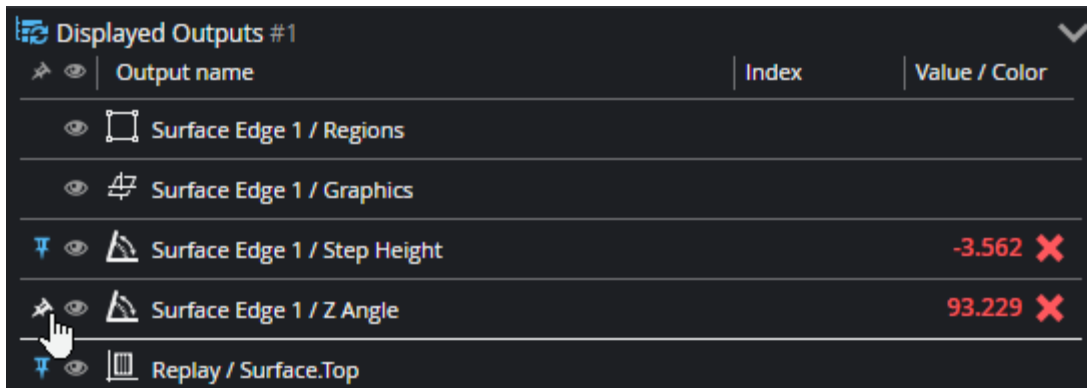 Displayed Outputs #1
Output name Index Value / Color
Surface Edge 1 / Regions
Surface Edge 1 / Graphics
Surface Edge 1 / Step Height -3.562
Surface Edge 1 / Z Angle 93.229
Replay / Surface.Top